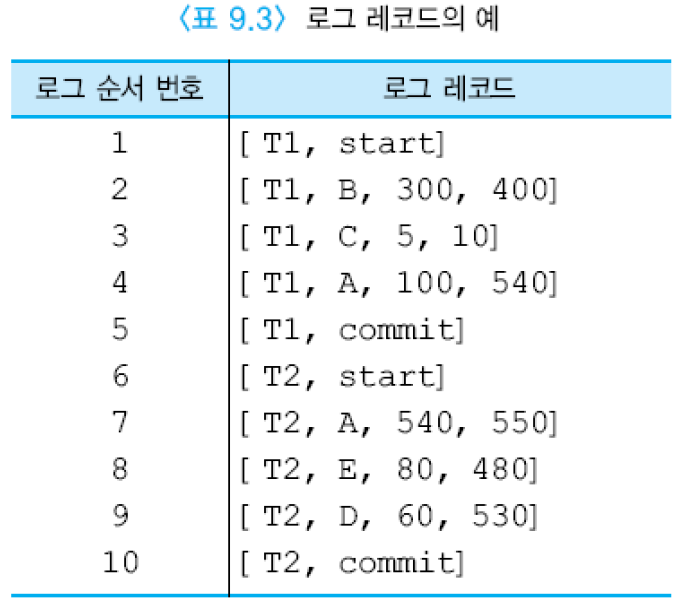 〈표 9.3〉 로그 레코드의 예
로그 순서 번호 로그 레코드
1 [ T1, start]
2 [ T1, B, 300, 400]
3 [ T1, C, 5, 10]
4 [ T1, A, 100, 540]
5 [ T1, commit]
6 [ T2, start]
7 [ T2, A, 540, 550]
8 [ T2, E, 80, 480]
9 [ T2, D, 60, 530]
10 [ T2, commit]